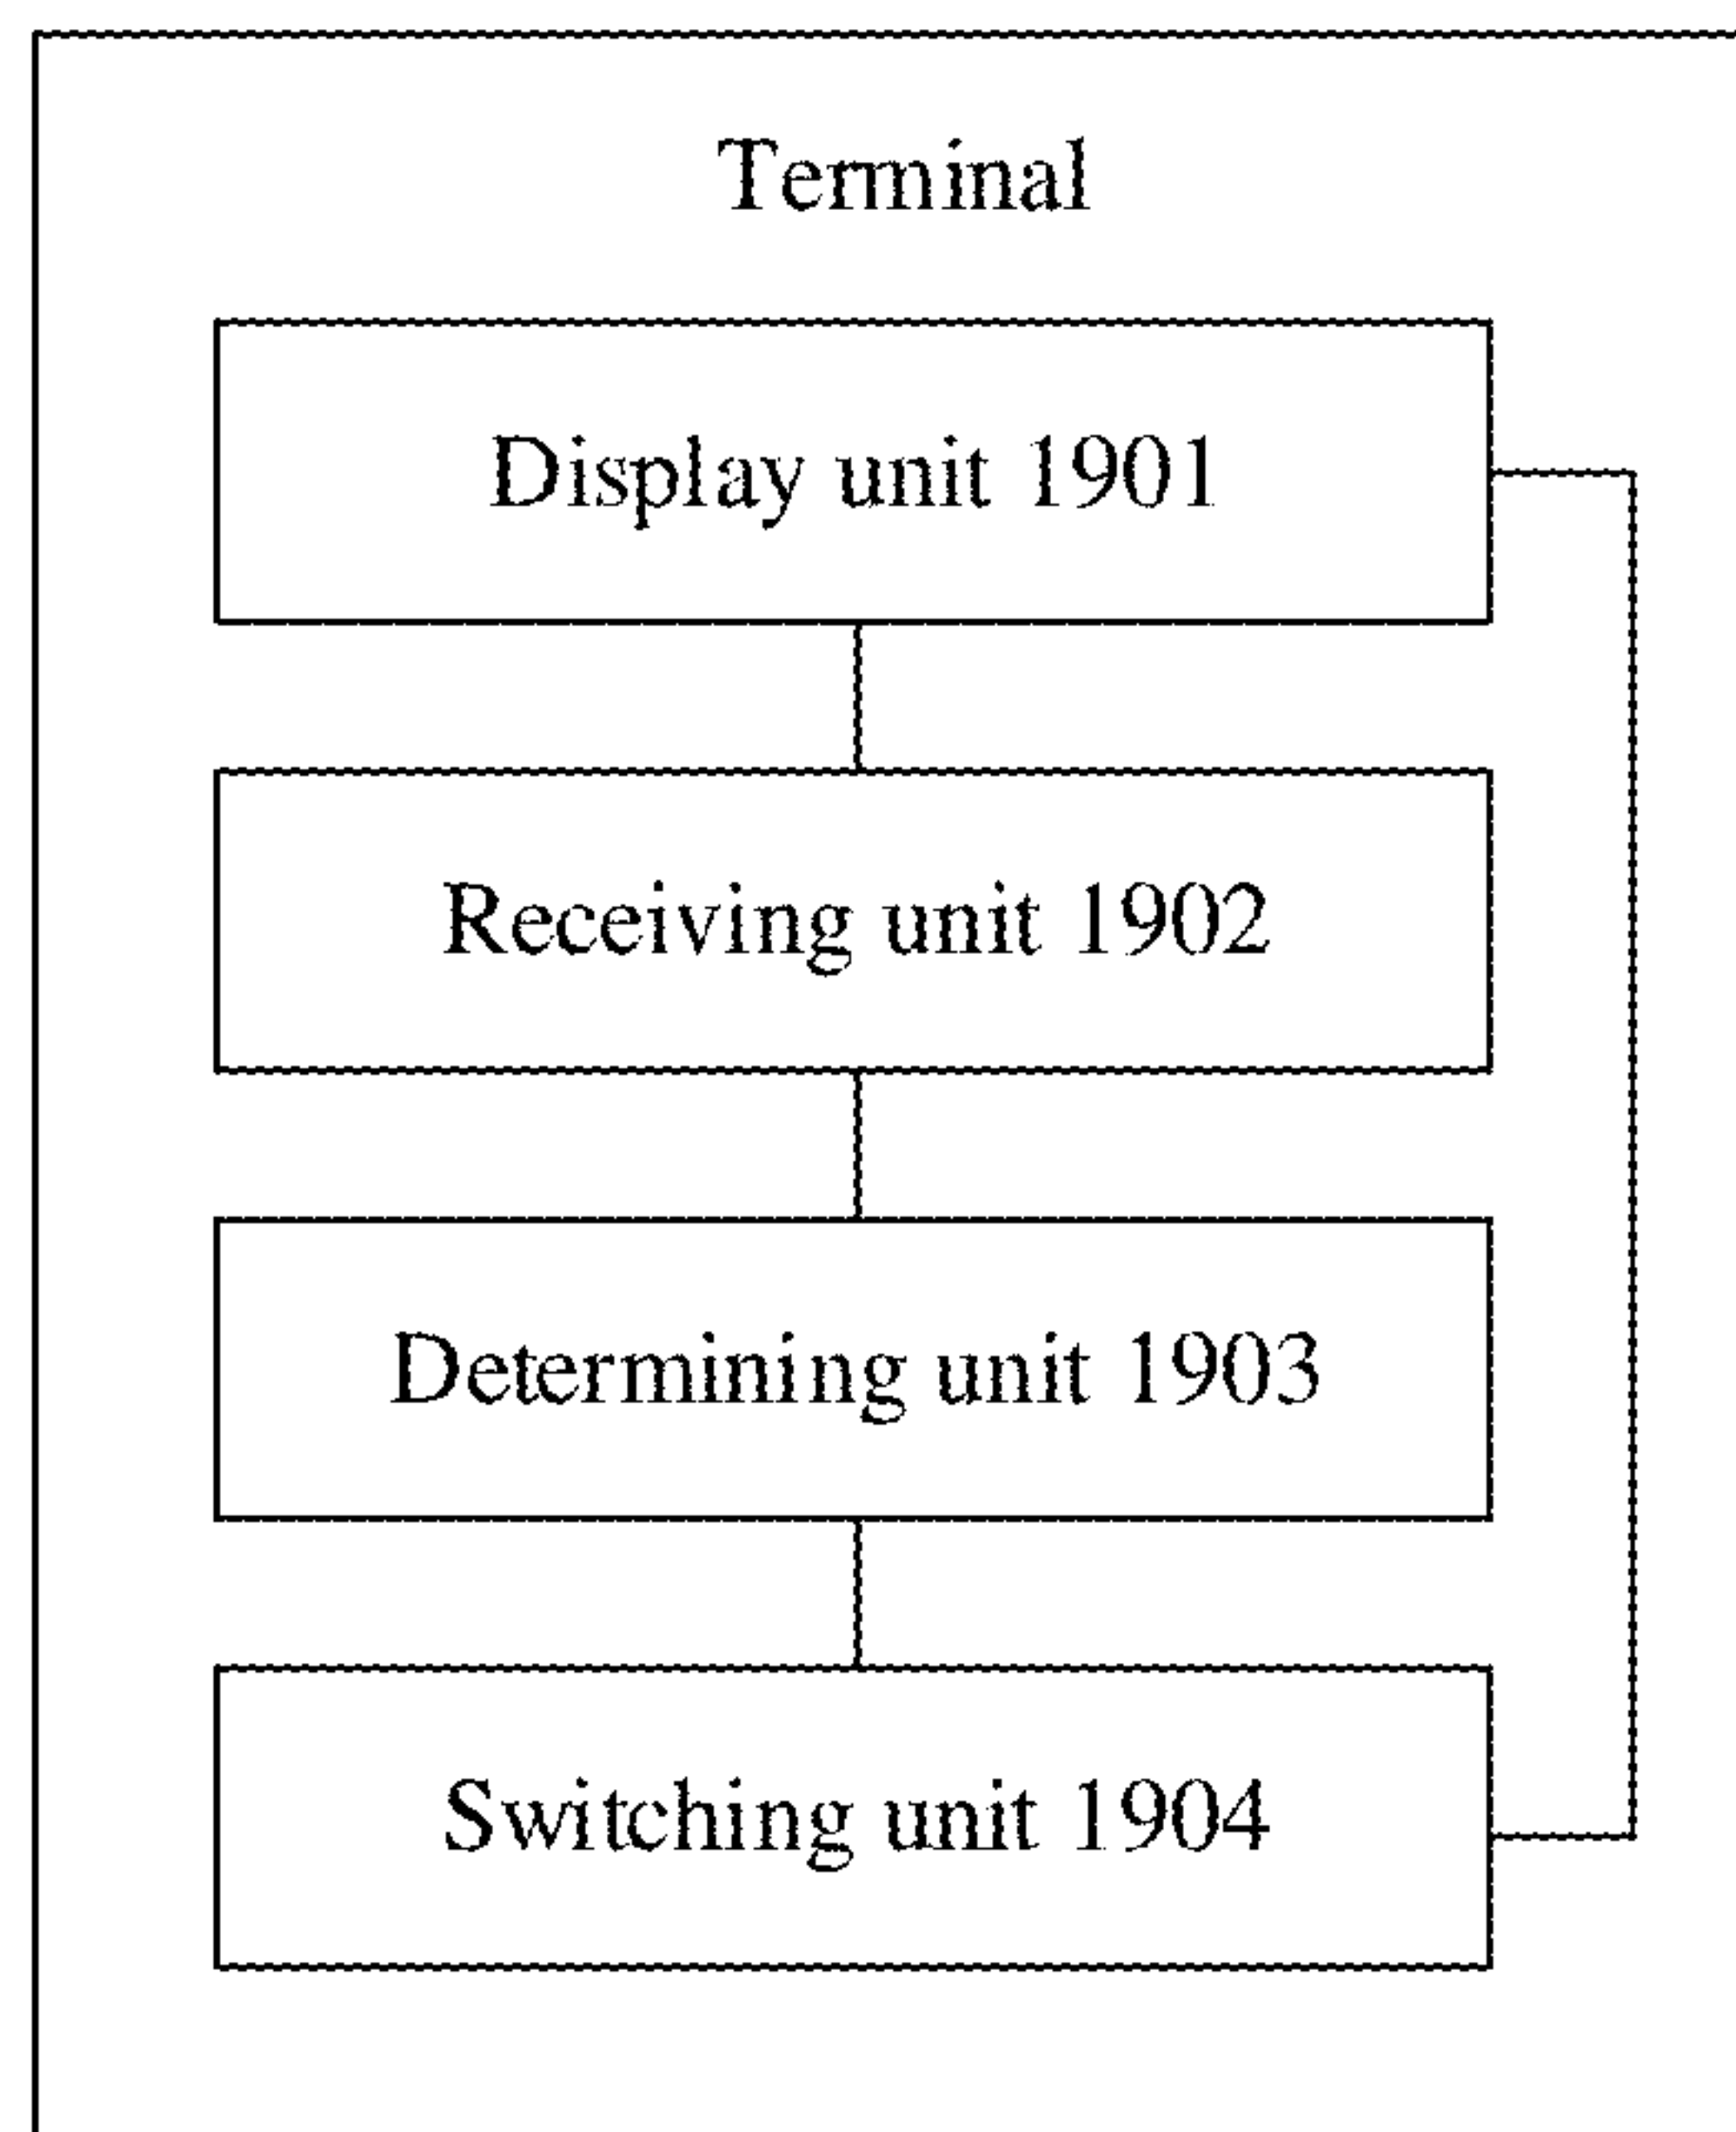 Terminal
Display unit 1901
Receiving unit 1902
Determining unit 1903
Switching unit 1904